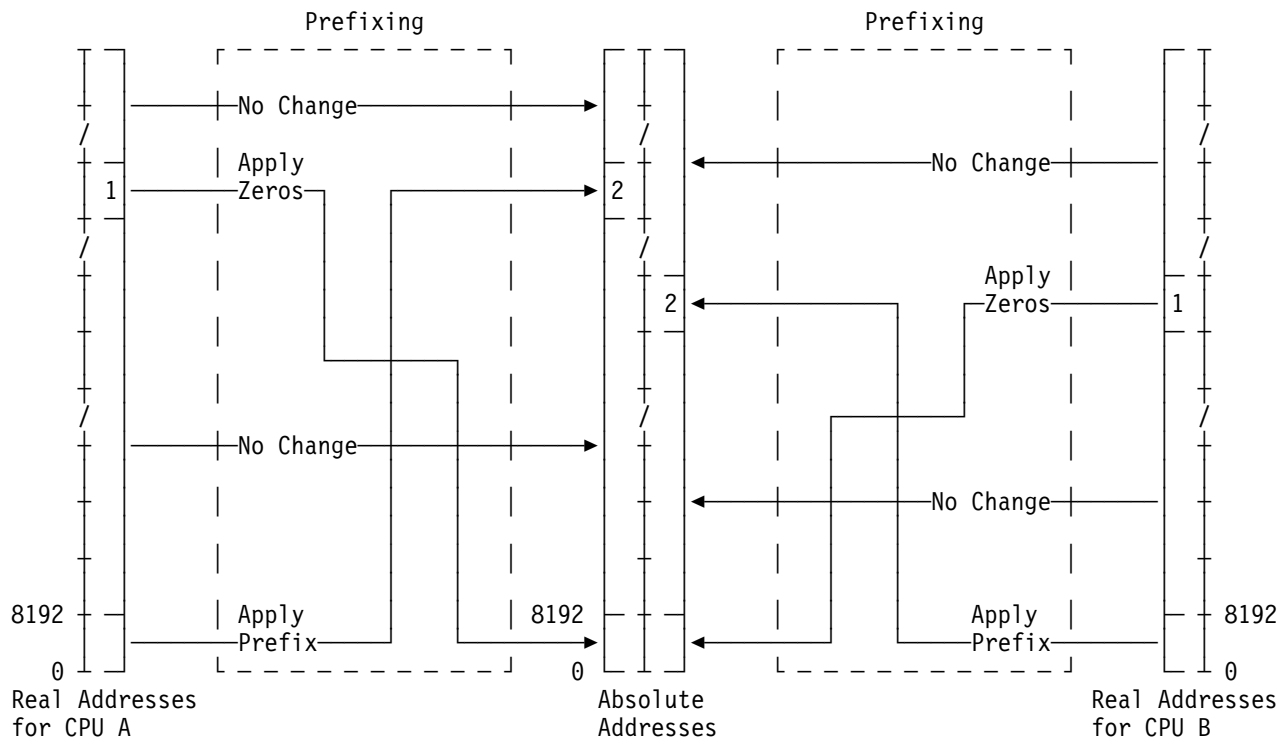 Prefixing
Prefixing
No Change
Apply
No Change
1
Zeros
2
Apply
2
Zeros
1
No Change
No Change
8192
Apply
8192
Apply
8192
Prefix
Prefix
0
0
0
Real Addresses
for CPU A
Absolute
Addresses
Real Addresses
for CPU B